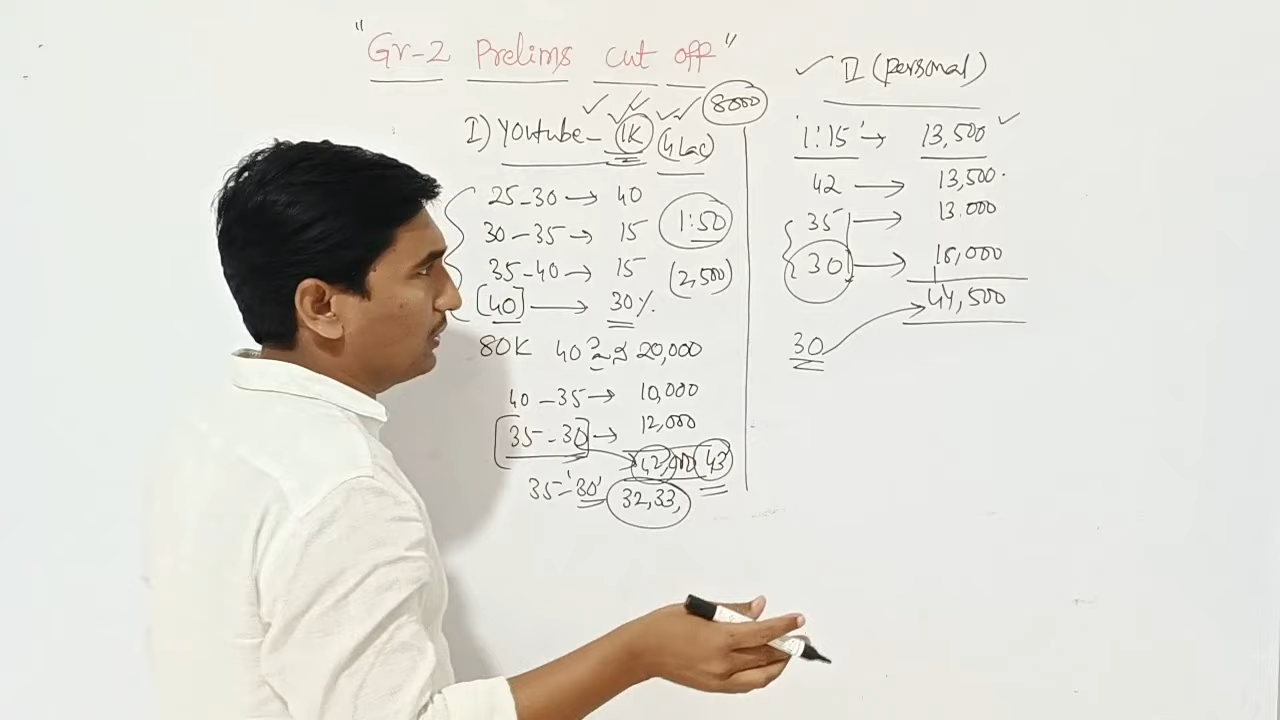 "Gr-2 Prelims cut off"
8000
I) Youtube - 1K (4 Lac)
25-30 → 40
30-35 → 15
1:50
35-40 → 15
(2,500)
[40] → 30%.
80K 40 20,000
40-35 → 10,000
[35-30] → 12,000
42, 43
35-'30' 32,33,
✓ II (personal)
'1:15' → 13,500 ✓
42 → 13,500.
35 → 13.000
30 → 18,000
44,500
30